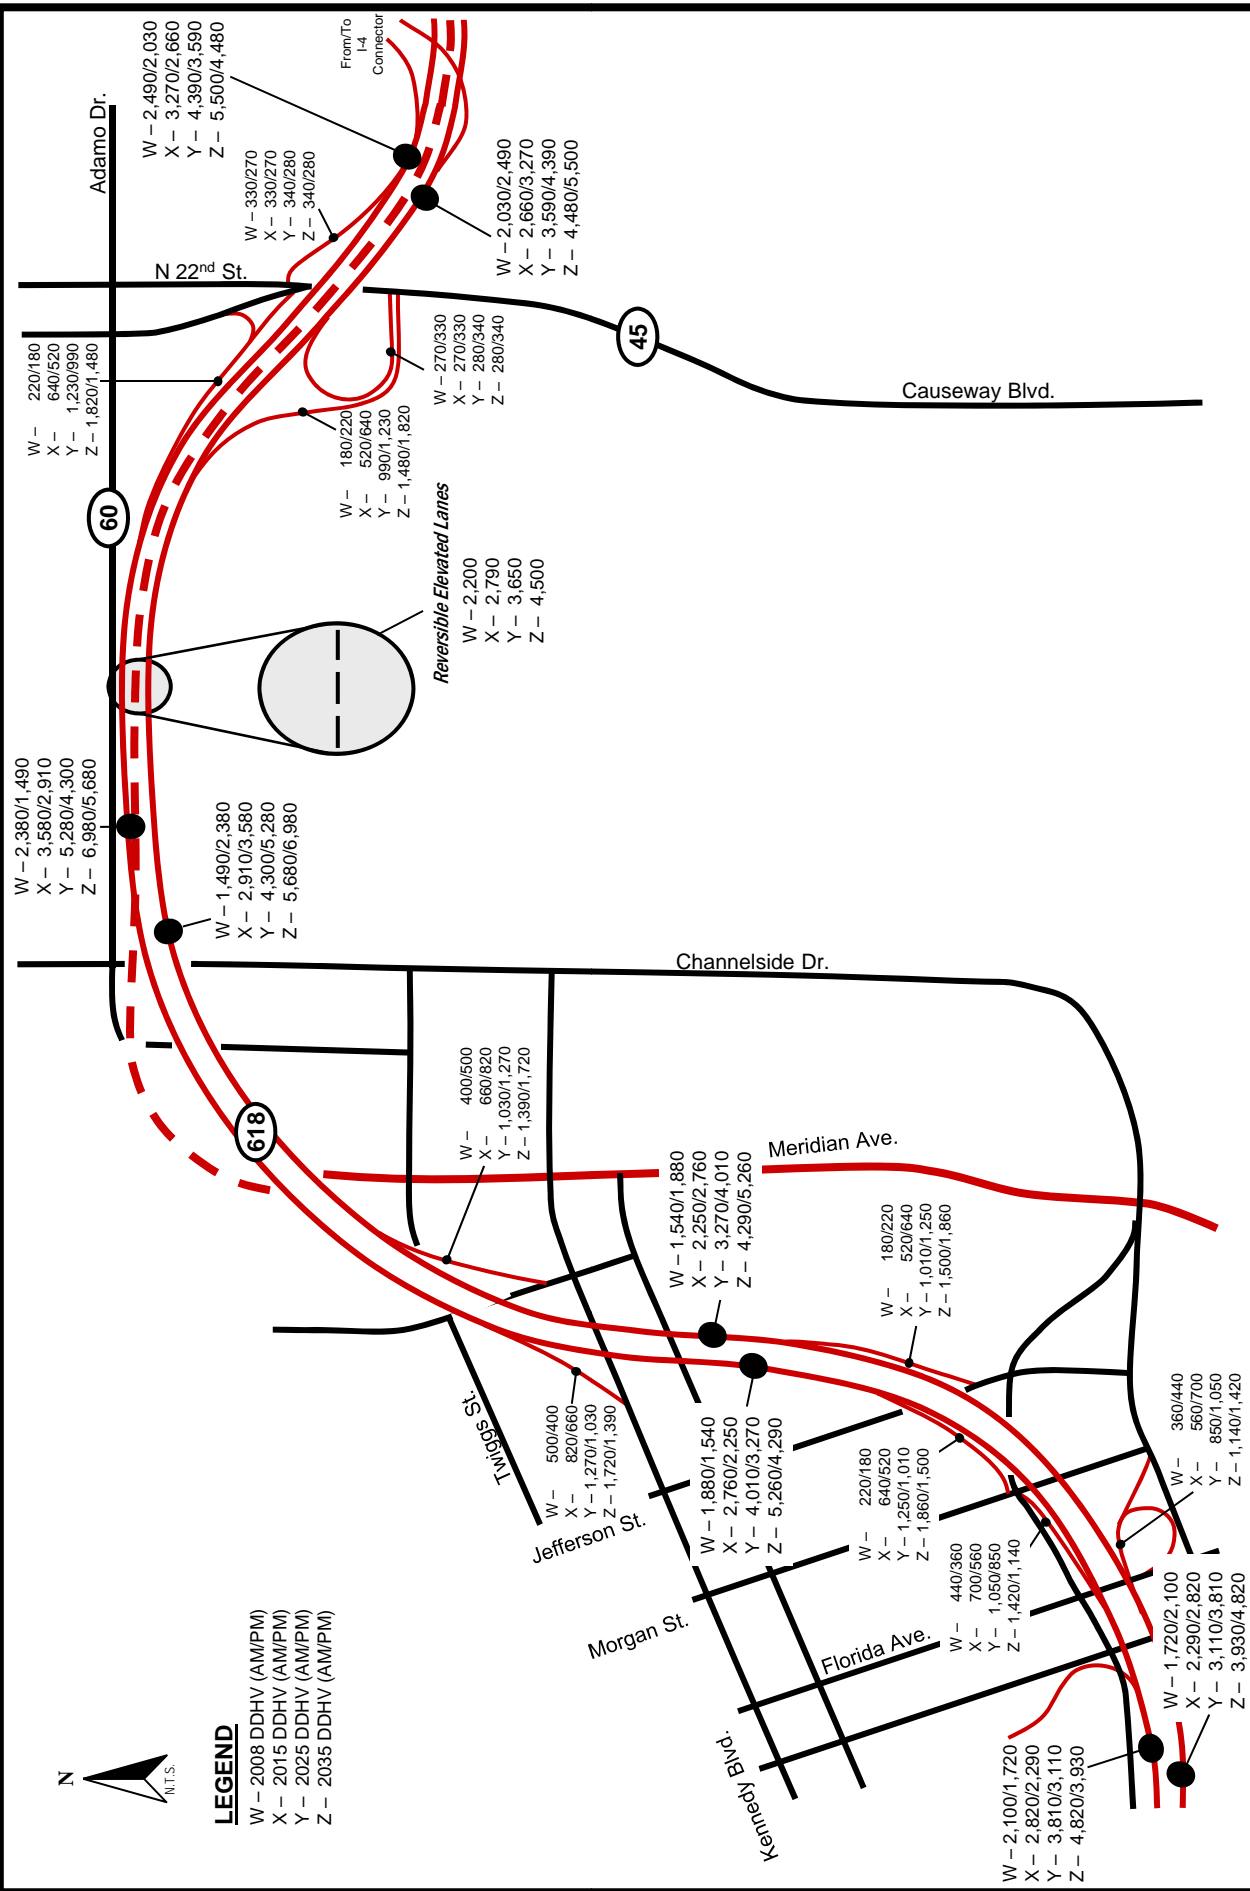 N
N.T.S.
LEGEND
W – 2008 DDHV (AM/PM)
X – 2015 DDHV (AM/PM)
Y – 2025 DDHV (AM/PM)
Z – 2035 DDHV (AM/PM)
W – 2,380/1,490
X – 3,580/2,910
Y – 5,280/4,300
Z – 6,980/5,680
60
W – 220/180
X – 640/520
Y – 1,230/990
Z – 1,820/1,480
Adamo Dr.
W – 2,490/2,030
X – 3,270/2,660
Y – 4,390/3,590
Z – 5,500/4,480
N 22nd St.
W – 330/270
X – 330/270
Y – 340/280
Z – 340/280
From/To
I-4
Connector
W – 1,490/2,380
X – 2,910/3,580
Y – 4,300/5,280
Z – 5,680/6,980
618
W – 180/220
X – 520/640
Y – 990/1,230
Z – 1,480/1,820
W – 270/330
X – 270/330
Y – 280/340
Z – 280/340
W – 2,030/2,490
X – 2,660/3,270
Y – 3,590/4,390
Z – 4,480/5,500
Reversible Elevated Lanes
W – 2,200
X – 2,790
Y – 3,650
Z – 4,500
45
Causeway Blvd.
Channelside Dr.
W – 400/500
X – 660/820
Y – 1,030/1,270
Z – 1,390/1,720
Twiggs St.
Meridian Ave.
W – 500/400
X – 820/660
Y – 1,270/1,030
Z – 1,720/1,390
Jefferson St.
W – 1,540/1,880
X – 2,250/2,760
Y – 3,270/4,010
Z – 4,290/5,260
W – 1,880/1,540
X – 2,760/2,250
Y – 4,010/3,270
Z – 5,260/4,290
Morgan St.
W – 180/220
X – 520/640
Y – 1,010/1,250
Z – 1,500/1,860
W – 220/180
X – 640/520
Y – 1,250/1,010
Z – 1,860/1,500
Florida Ave.
W – 440/360
X – 700/560
Y – 1,050/850
Z – 1,420/1,140
Kennedy Blvd.
W – 360/440
X – 560/700
Y – 850/1,050
Z – 1,140/1,420
W – 2,100/1,720
X – 2,820/2,290
Y – 3,810/3,110
Z – 4,820/3,930
W – 1,720/2,100
X – 2,290/2,820
Y – 3,110/3,810
Z – 3,930/4,820